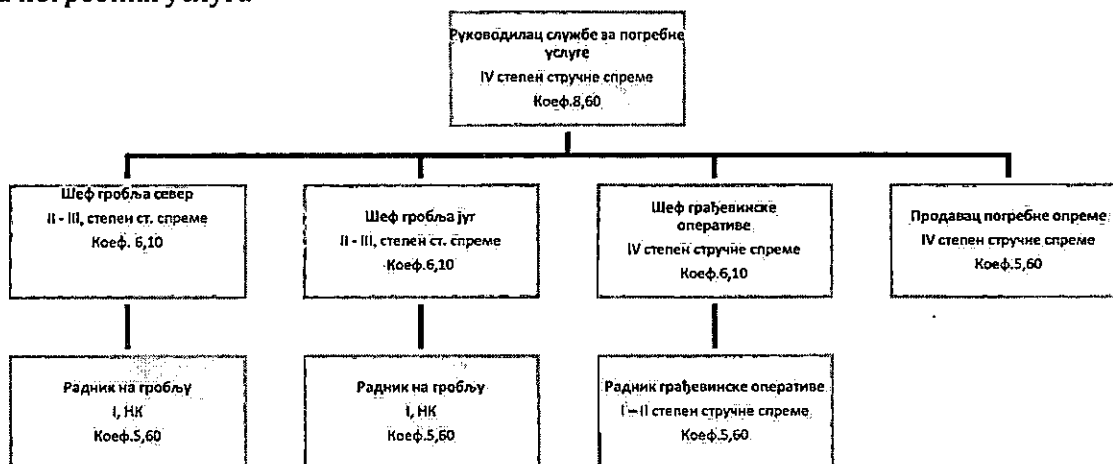 погребних услуга
Руководилац службе за погребне
услуге
IV степен стручне спреме
Коеф.8,60
Шеф гробља север
II - III, степен ст. спреме
Коеф. 6,10
Шеф гробља југ
II - III, степен ст. спреме
Коеф.6,10
Шеф грађевинске
оперативе
IV степен стручне спреме
Коеф.6,10
Продавац погребне опреме
IV степен стручне спреме
Коеф.5,60
Радник на гробљу
I, НК
Коеф.5,60
Радник на гробљу
I, НК
Коеф.5,60
Радник грађевинске оперативе
I – II степен стручне спреме
Коеф.5,60